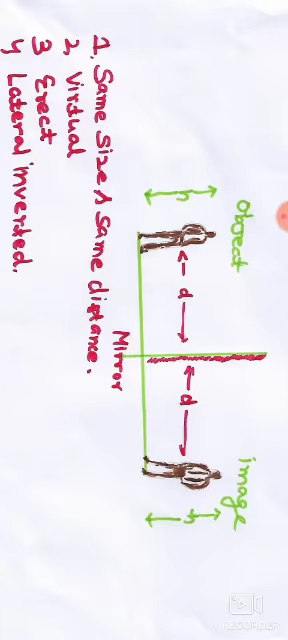 Object
image
h
d
d
h
Mirror
1. Same Size & Same distance.
2, Virtual
3 Erect
4 Lateral inverted.
RECORDER